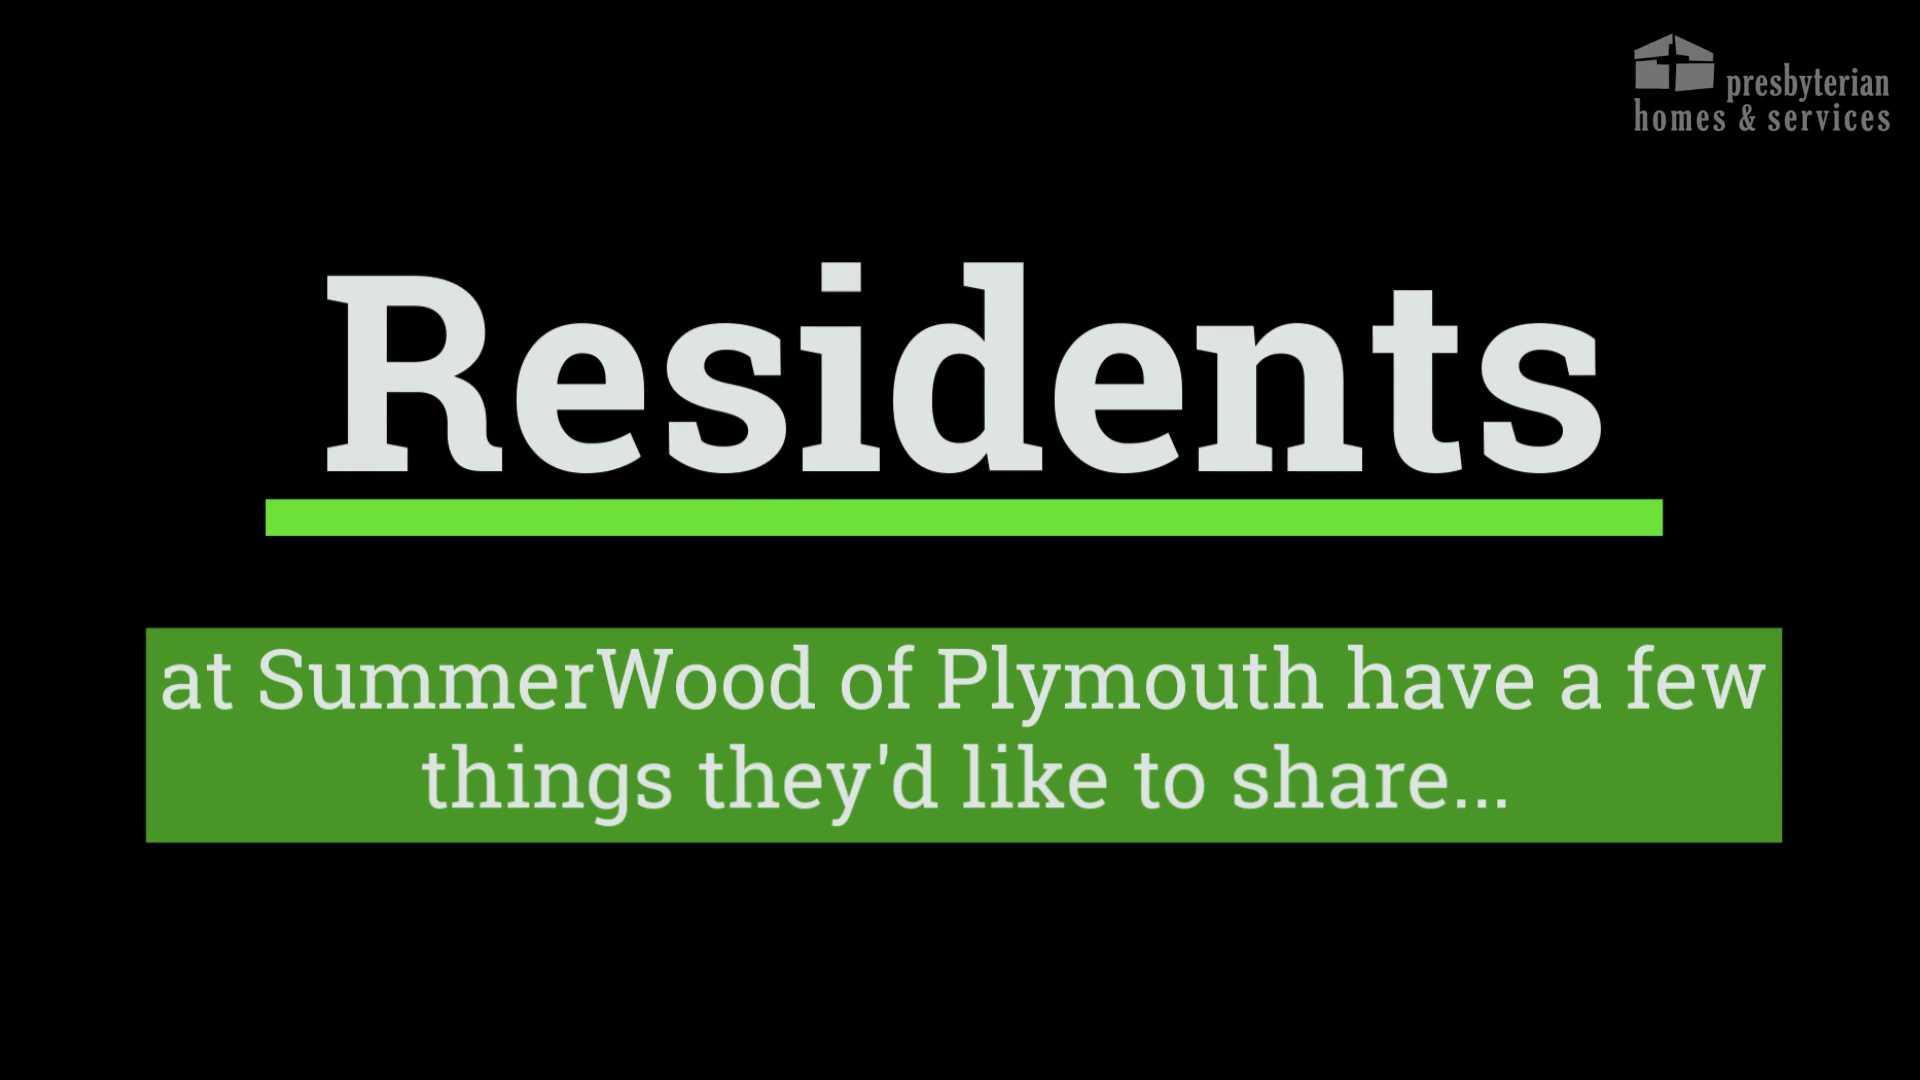 presbyterian
homes & services
Residents
at SummerWood of Plymouth have a few
things they'd like to share...